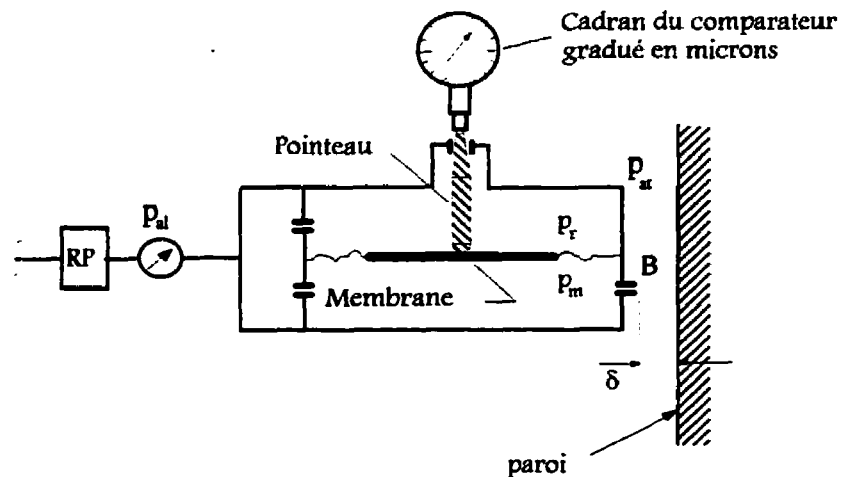 Cadran du comparateur
gradué en microns
Pointeau
p_at
p_al
p_r
RP
B
Membrane
p_m
δ
paroi